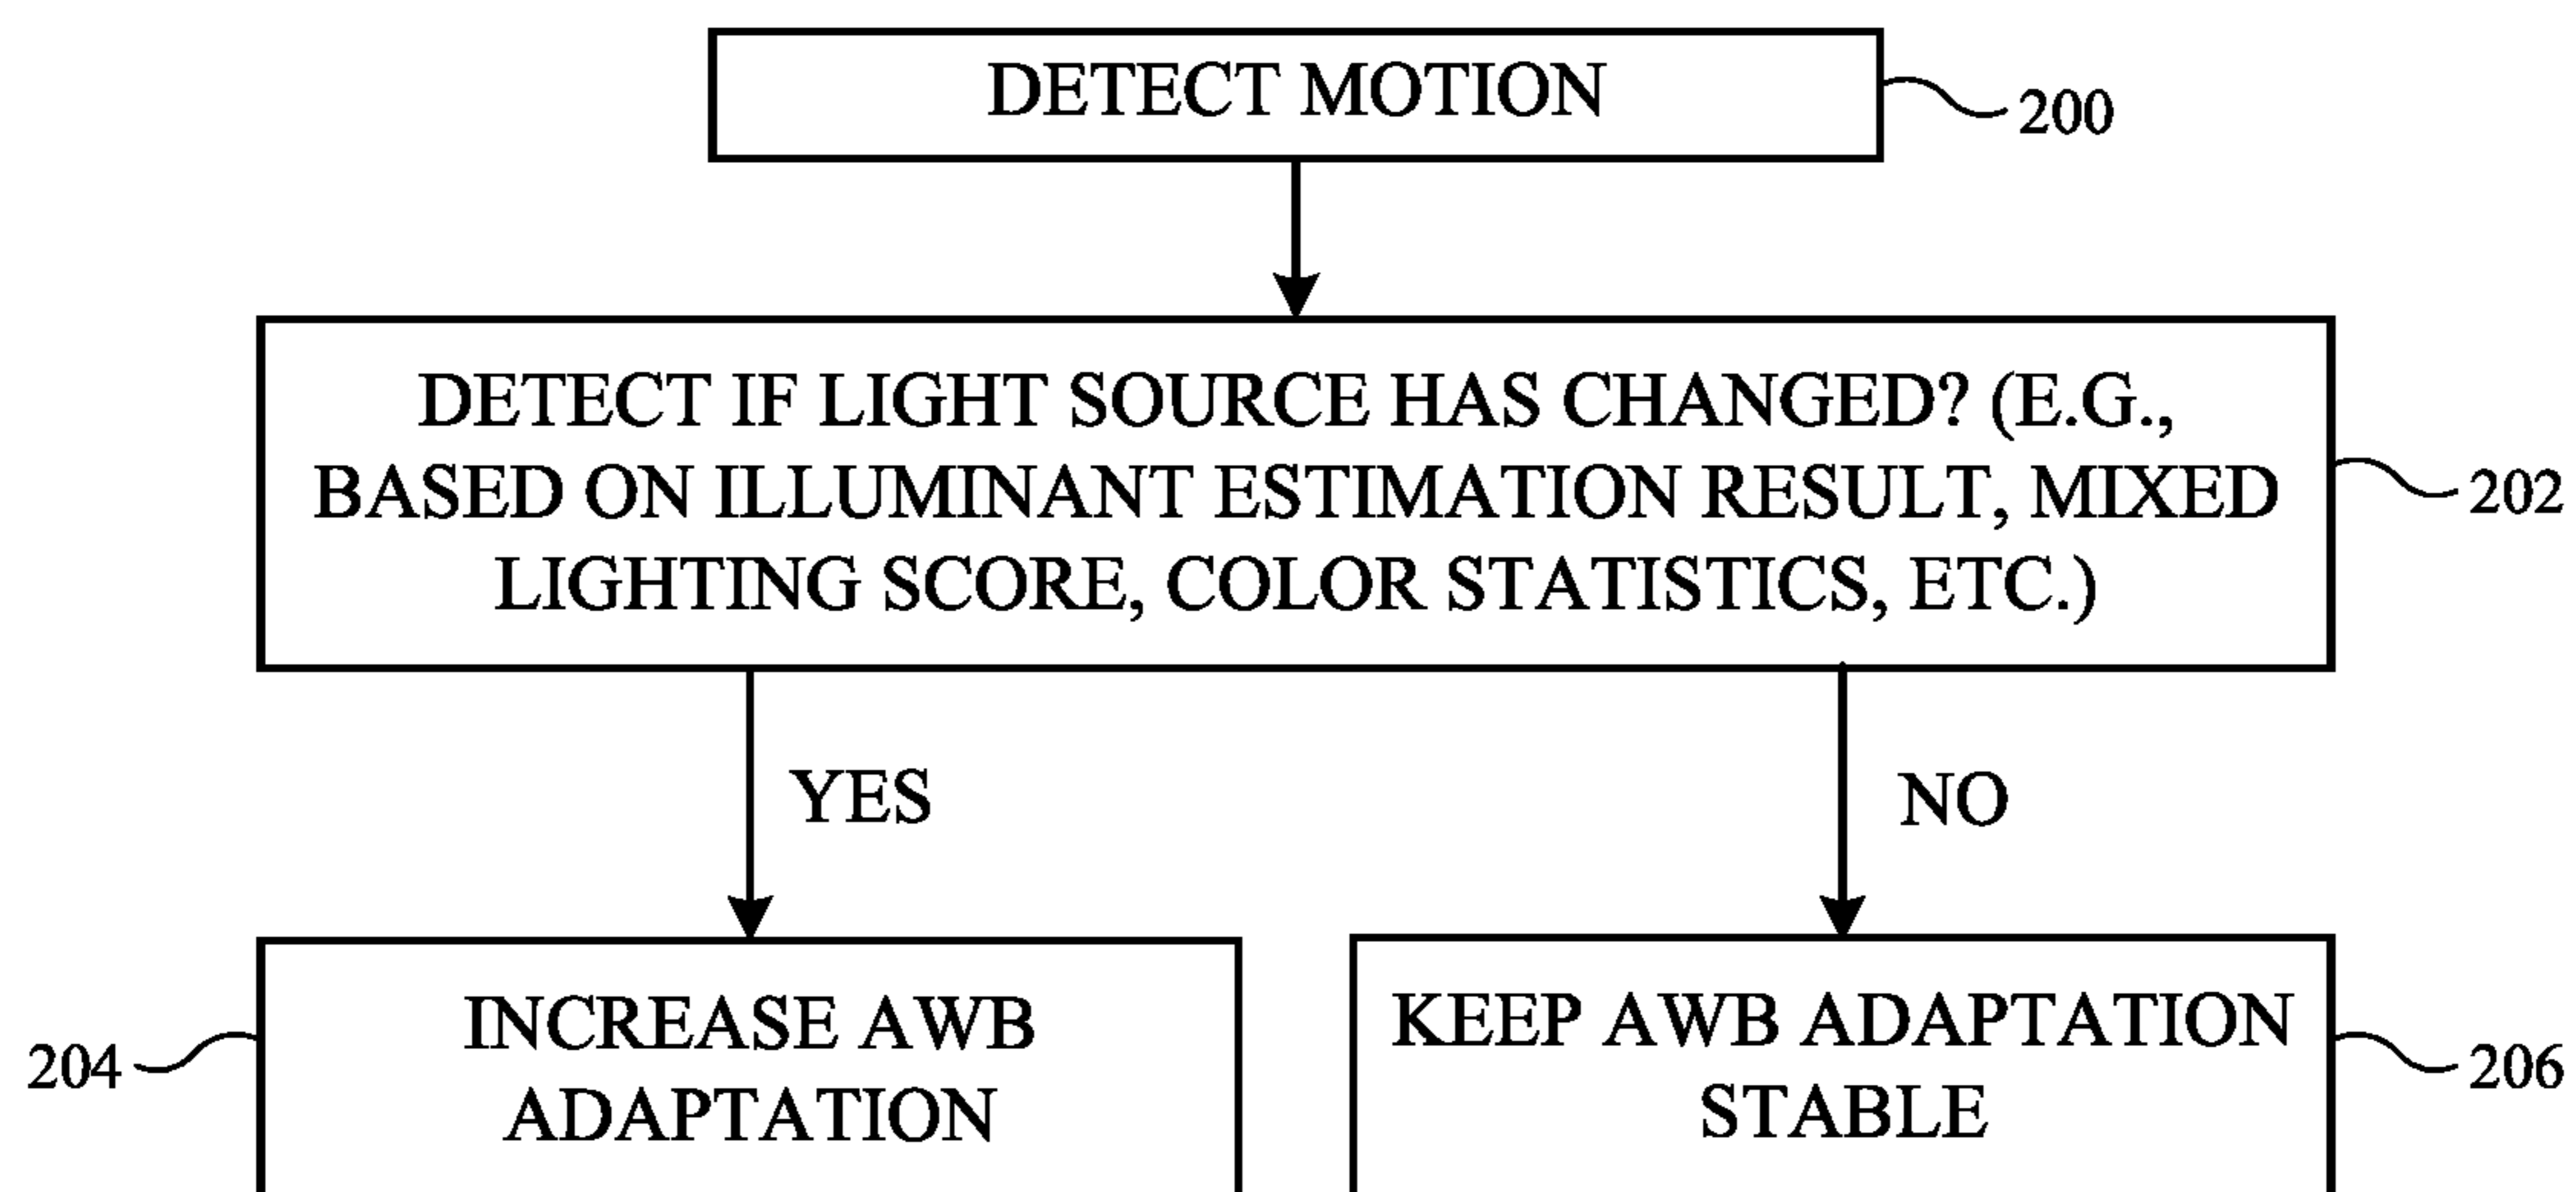 DETECT MOTION
200
DETECT IF LIGHT SOURCE HAS CHANGED? (E.G.,
BASED ON ILLUMINANT ESTIMATION RESULT, MIXED
LIGHTING SCORE, COLOR STATISTICS, ETC.)
202
YES
NO
204
INCREASE AWB
ADAPTATION
KEEP AWB ADAPTATION
STABLE
206